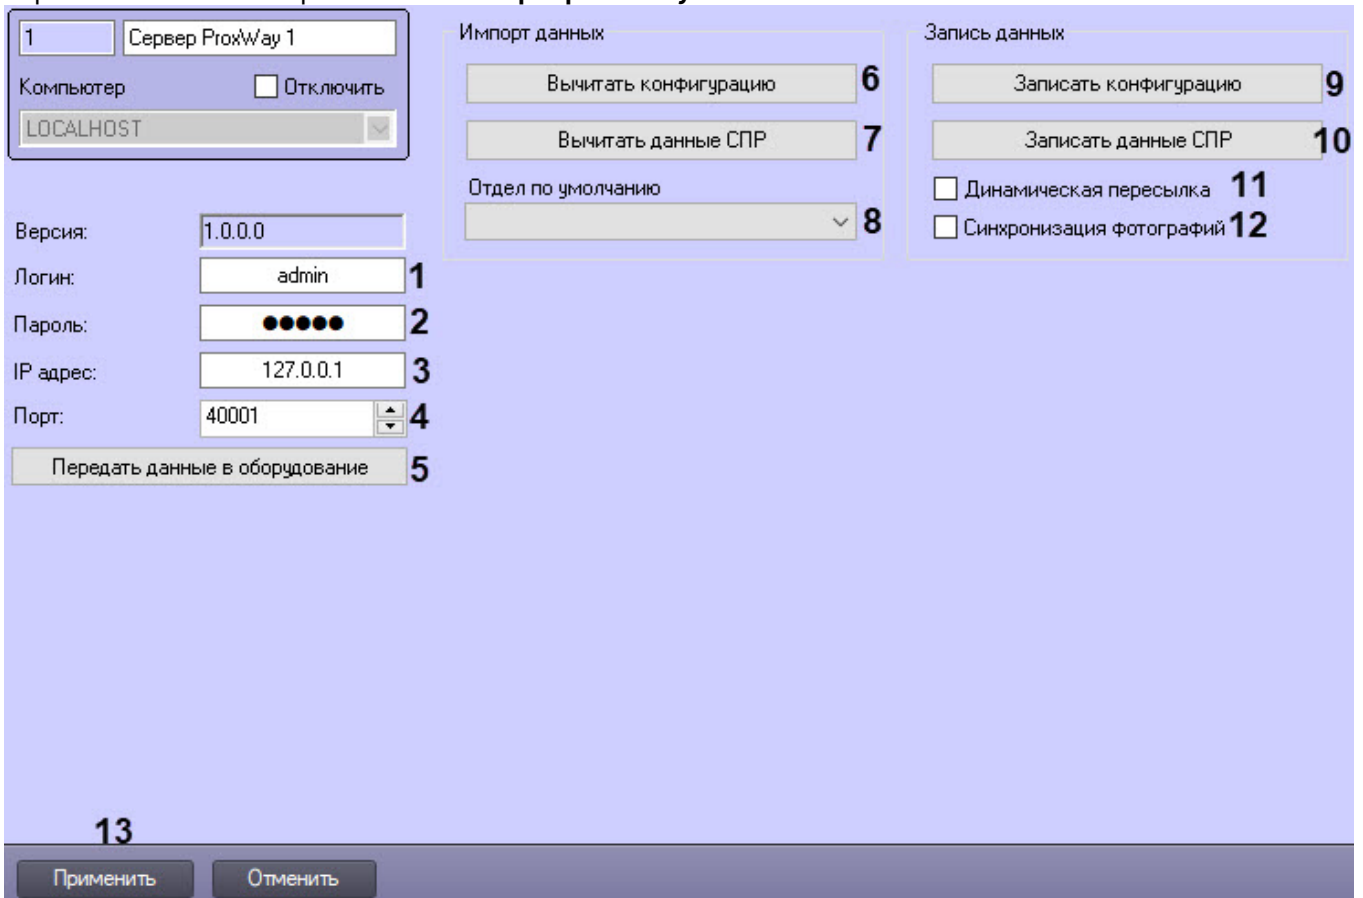 1 Сервер ProxWay 1
Компьютер Отключить
LOCALHOST
Версия: 1.0.0.0
Логин: admin 1
Пароль: ●●●●● 2
IP адрес: 127.0.0.1 3
Порт: 40001 4
Передать данные в оборудование 5
Импорт данных
Вычитать конфигурацию 6
Вычитать данные СПР 7
Отдел по умолчанию
8
Запись данных
Записать конфигурацию 9
Записать данные СПР 10
Динамическая пересылка 11
Синхронизация фотографий 12
13
Применить Отменить